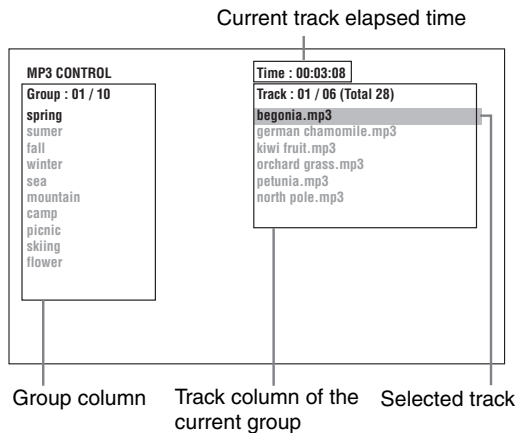 Current track elapsed time
MP3 CONTROL
Group : 01 / 10
spring
sumer
fall
winter
sea
mountain
camp
picnic
skiing
flower
Time : 00:03:08
Track : 01 / 06 (Total 28)
begonia.mp3
german chamomile.mp3
kiwi fruit.mp3
orchard grass.mp3
petunia.mp3
north pole.mp3
Group column
Track column of the
current group
Selected track